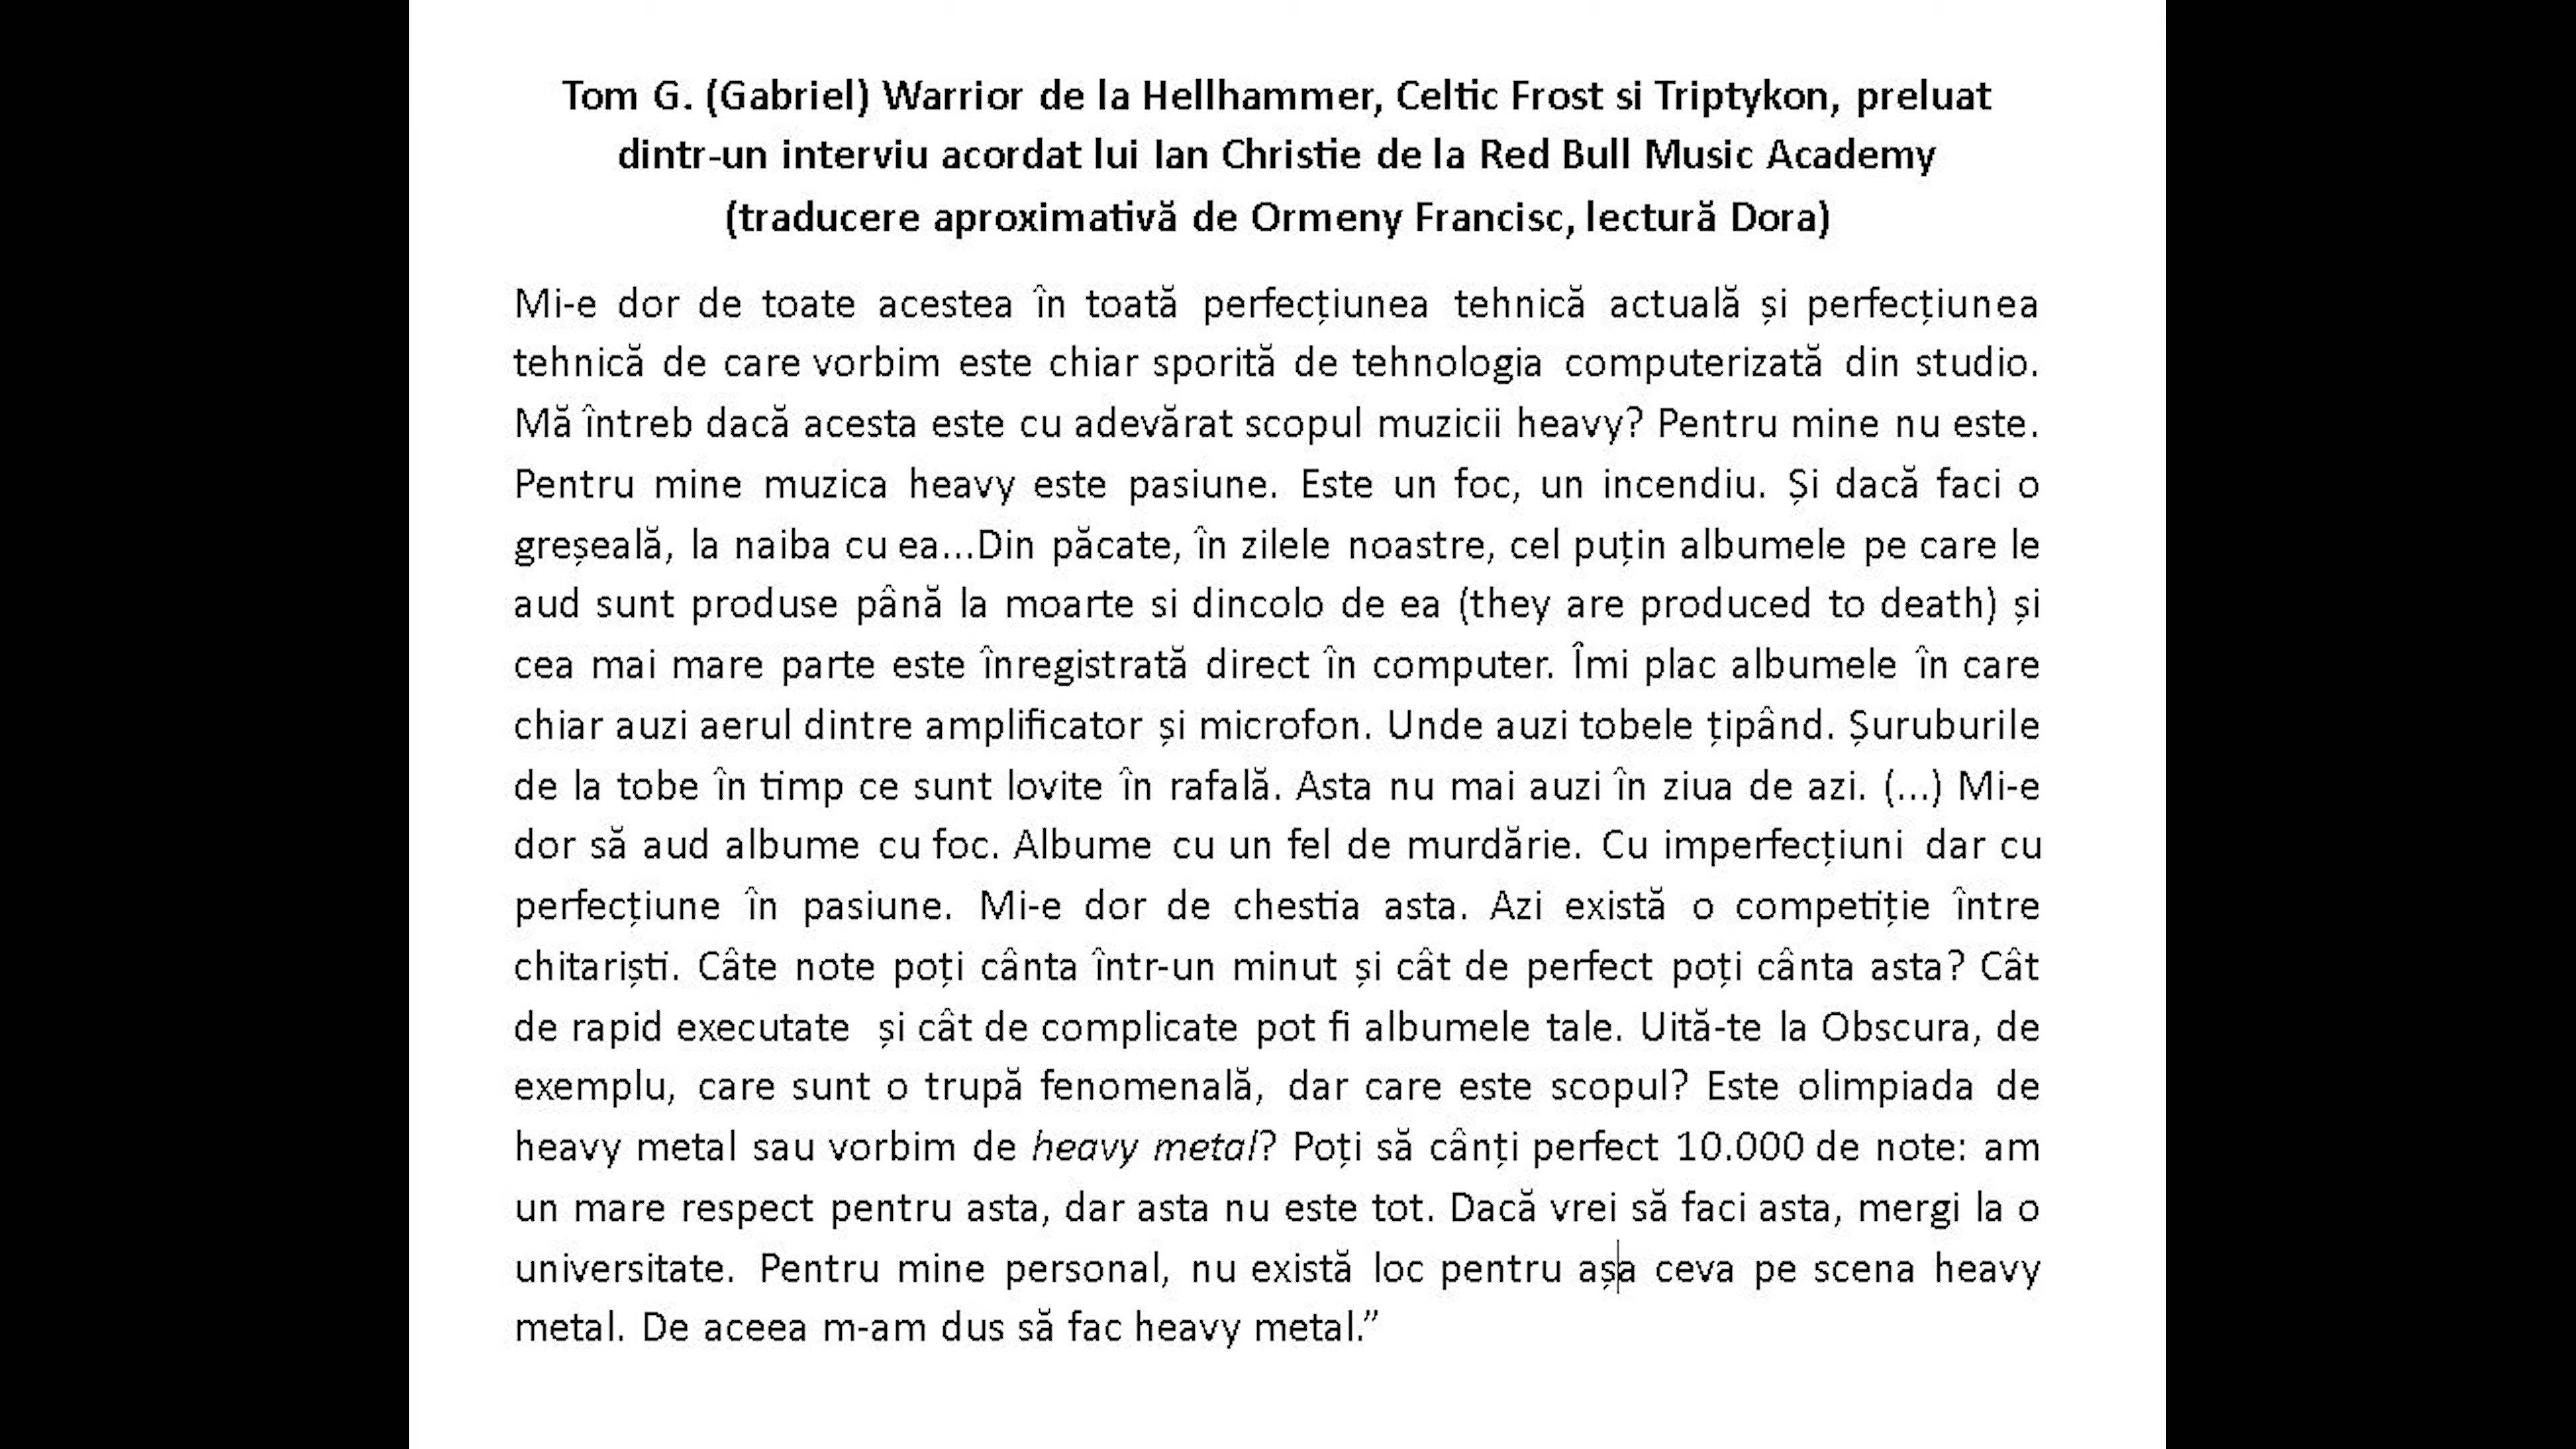 Tom G. (Gabriel) Warrior de la Hellhammer, Celtic Frost si Triptykon, preluat
dintr-un interviu acordat lui Ian Christie de la Red Bull Music Academy
(traducere aproximativă de Ormeny Francisc, lectură Dora)
Mi-e dor de toate acestea în toată perfecțiunea tehnică actuală și perfecțiunea
tehnică de care vorbim este chiar sporită de tehnologia computerizată din studio.
Mă întreb dacă acesta este cu adevărat scopul muzicii heavy? Pentru mine nu este.
Pentru mine muzica heavy este pasiune. Este un foc, un incendiu. Și dacă faci o
greșeală, la naiba cu ea...Din păcate, în zilele noastre, cel puțin albumele pe care le
aud sunt produse până la moarte si dincolo de ea (they are produced to death) și
cea mai mare parte este înregistrată direct în computer. Îmi plac albumele în care
chiar auzi aerul dintre amplificator și microfon. Unde auzi tobele țipând. Șuruburile
de la tobe în timp ce sunt lovite în rafală. Asta nu mai auzi în ziua de azi. (...) Mi-e
dor să aud albume cu foc. Albume cu un fel de murdărie. Cu imperfecțiuni dar cu
perfecțiune în pasiune. Mi-e dor de chestia asta. Azi există o competiție între
chitariști. Câte note poți cânta într-un minut și cât de perfect poți cânta asta? Cât
de rapid executate și cât de complicate pot fi albumele tale. Uită-te la Obscura, de
exemplu, care sunt o trupă fenomenală, dar care este scopul? Este olimpiada de
heavy metal sau vorbim de heavy metal? Poți să cânți perfect 10.000 de note: am
un mare respect pentru asta, dar asta nu este tot. Dacă vrei să faci asta, mergi la o
universitate. Pentru mine personal, nu există loc pentru așa ceva pe scena heavy
metal. De aceea m-am dus să fac heavy metal.”